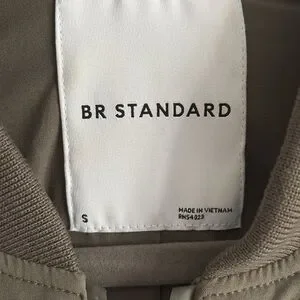 BR STANDARD
S
MADE IN VIETNAM
RN54023